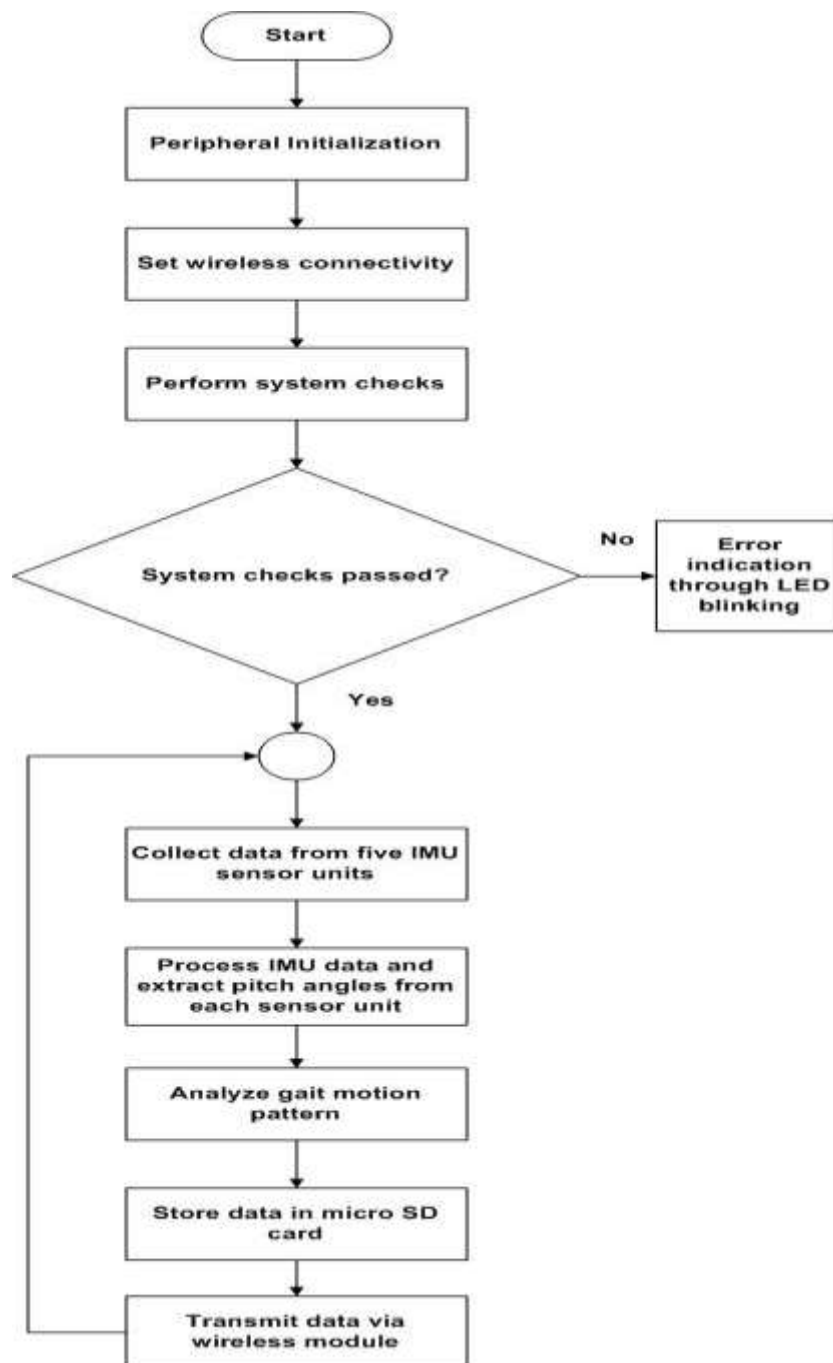 Start
Peripheral Initialization
Set wireless connectivity
Perform system checks
System checks passed?
No
Error
indication
through LED
blinking
Yes
Collect data from five IMU
sensor units
Process IMU data and
extract pitch angles from
each sensor unit
Analyze gait motion
pattern
Store data in micro SD
card
Transmit data via
wireless module